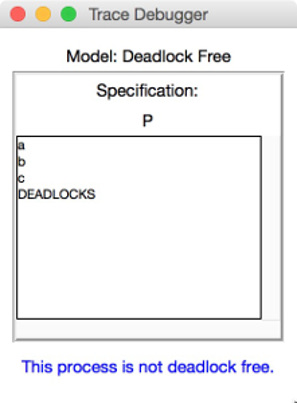 Trace Debugger
Model: Deadlock Free
Specification:
P
a
b
c
DEADLOCKS
This process is not deadlock free.